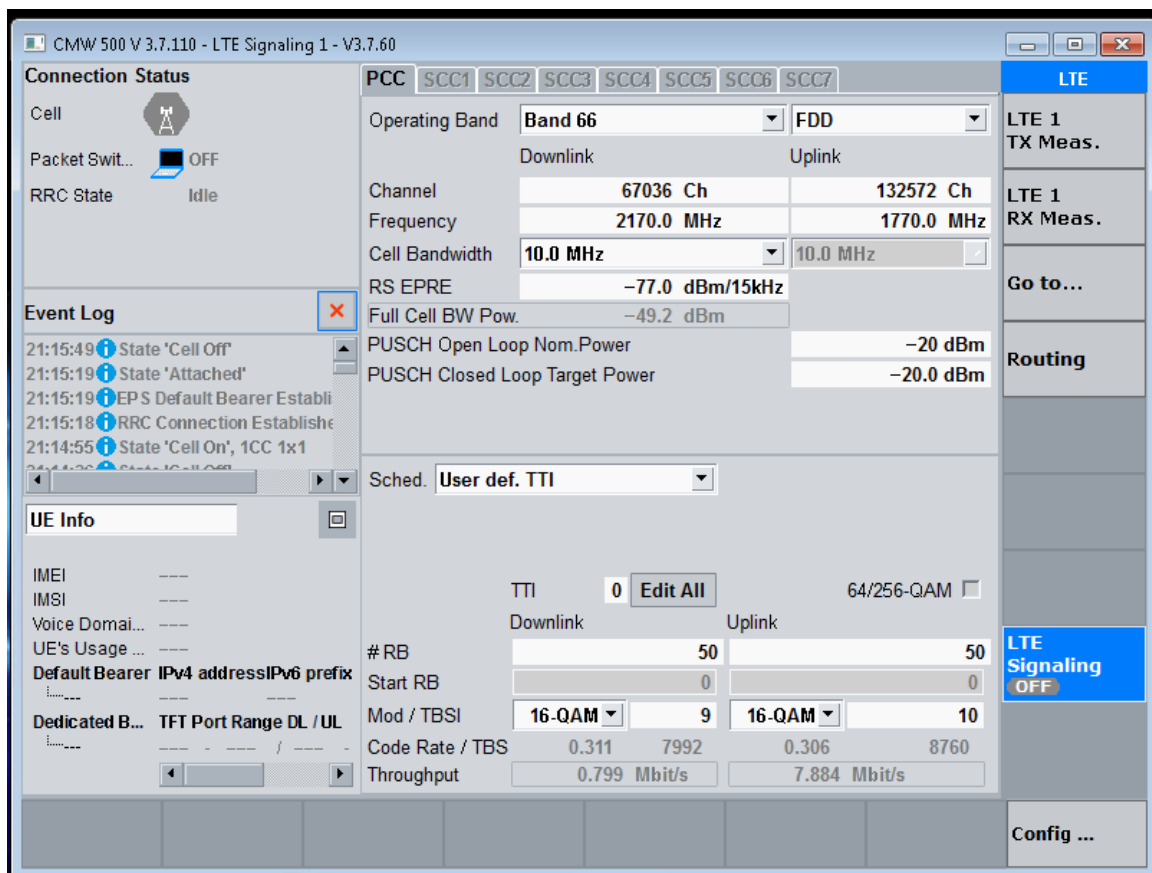 CMW 500 V 3.7.110 - LTE Signaling 1 - V3.7.60
Connection Status
Cell
Packet Swit... OFF
RRC State Idle
Event Log
21:15:49 State 'Cell Off'
21:15:19 State 'Attached'
21:15:19 EPS Default Bearer Establi
21:15:18 RRC Connection Establishe
21:14:55 State 'Cell On', 1CC 1x1
UE Info
IMEI ---
IMSI ---
Voice Domai... ---
UE's Usage ... ---
Default Bearer IPv4 address IPv6 prefix
--- --- ---
Dedicated B... TFT Port Range DL / UL
--- --- - --- / --- -
PCC SCC1 SCC2 SCC3 SCC4 SCC5 SCC6 SCC7
Operating Band Band 66 FDD
Downlink Uplink
Channel 67036 Ch 132572 Ch
Frequency 2170.0 MHz 1770.0 MHz
Cell Bandwidth 10.0 MHz 10.0 MHz
RS EPRE −77.0 dBm/15kHz
Full Cell BW Pow. −49.2 dBm
PUSCH Open Loop Nom.Power −20 dBm
PUSCH Closed Loop Target Power −20.0 dBm
Sched. User def. TTI
TTI 0 Edit All 64/256-QAM
Downlink Uplink
# RB 50 50
Start RB 0 0
Mod / TBSI 16-QAM 9 16-QAM 10
Code Rate / TBS 0.311 7992 0.306 8760
Throughput 0.799 Mbit/s 7.884 Mbit/s
LTE
LTE 1
TX Meas.
LTE 1
RX Meas.
Go to...
Routing
LTE
Signaling
OFF
Config ...